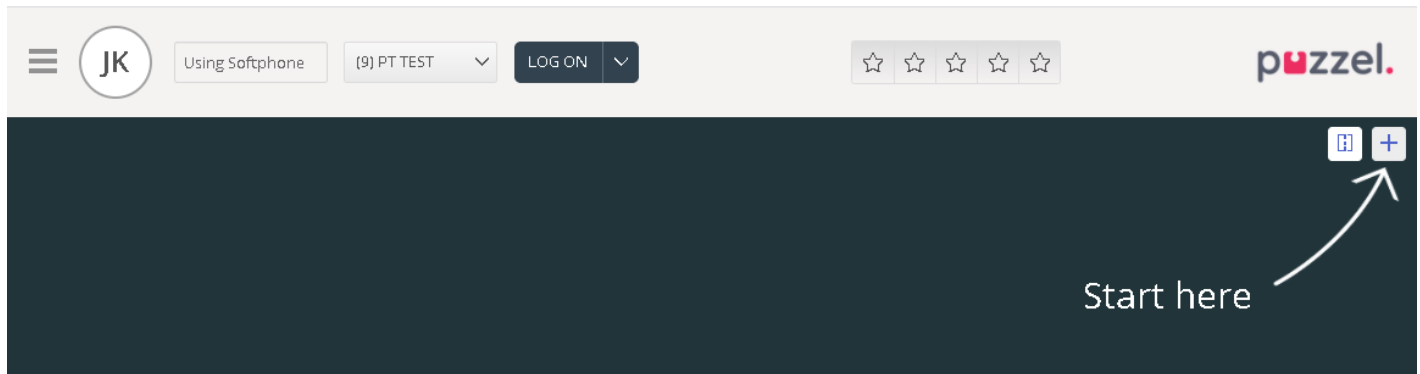 JK
Using Softphone
(9) PT TEST
LOG ON
puzzel.
Start here